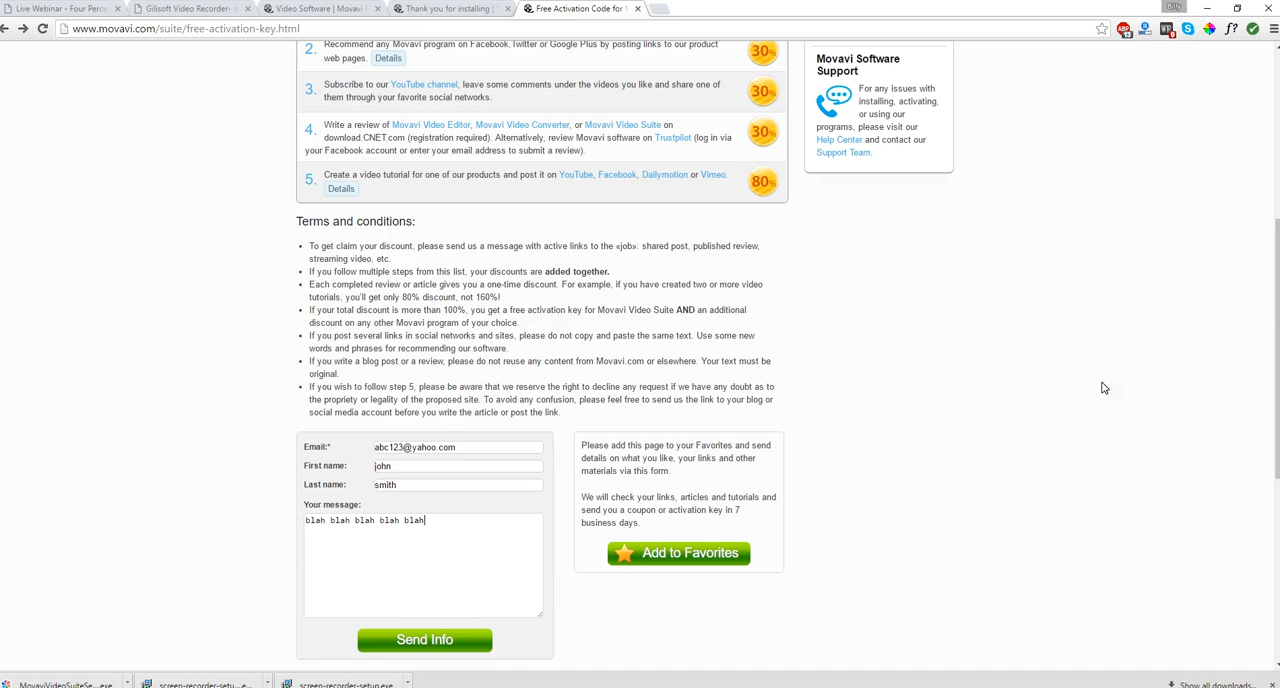 Live Webinar - Four Perce
Gilisoft Video Recorder-
Video Software | Movavi
Thank you for installing |
Free Activation Code for M
Billy
www.movavi.com/suite/free-activation-key.html
2. Recommend any Movavi program on Facebook,Twitter or Google Plus by posting links to our product
web pages. Details
30%
3. Subscribe to our YouTube channel, leave some comments under the videos you like and share one of
them through your favorite social networks.
30%
4. Write a review of Movavi Video Editor, Movavi Video Converter, or Movavi Video Suite on
download.CNET.com (registration required). Alternatively, review Movavi software on Trustpilot (log in via
your Facebook account or enter your email address to submit a review).
30%
5. Create a video tutorial for one of our products and post it on YouTube, Facebook, Dailymotion or Vimeo.
Details
80%
Movavi Software
Support
For any issues with
installing, activating,
or using our
programs, please visit our
Help Center and contact our
Support Team.
Terms and conditions:
• To get claim your discount, please send us a message with active links to the «job»: shared post, published review,
streaming video, etc.
• If you follow multiple steps from this list, your discounts are added together.
• Each completed review or article gives you a one-time discount. For example, if you have created two or more video
tutorials, you'll get only 80% discount, not 160%!
• If your total discount is more than 100%, you get a free activation key for Movavi Video Suite AND an additional
discount on any other Movavi program of your choice.
• If you post several links in social networks and sites, please do not copy and paste the same text. Use some new
words and phrases for recommending our software.
• If you write a blog post or a review, please do not reuse any content from Movavi.com or elsewhere. Your text must be
original.
• If you wish to follow step 5, please be aware that we reserve the right to decline any request if we have any doubt as to
the propriety or legality of the proposed site. To avoid any confusion, please feel free to send us the link to your blog or
social media account before you write the article or post the link.
Email:* abc123@yahoo.com
First name: john
Last name: smith
Your message:
blah blah blah blah blah
Send Info
Please add this page to your Favorites and send
details on what you like, your links and other
materials via this form.
We will check your links, articles and tutorials and
send you a coupon or activation key in 7
business days.
Add to Favorites
MovaviVideoSuiteSe....exe
screen-recorder-setu....e...
screen-recorder-setup.exe
Show all downloads...